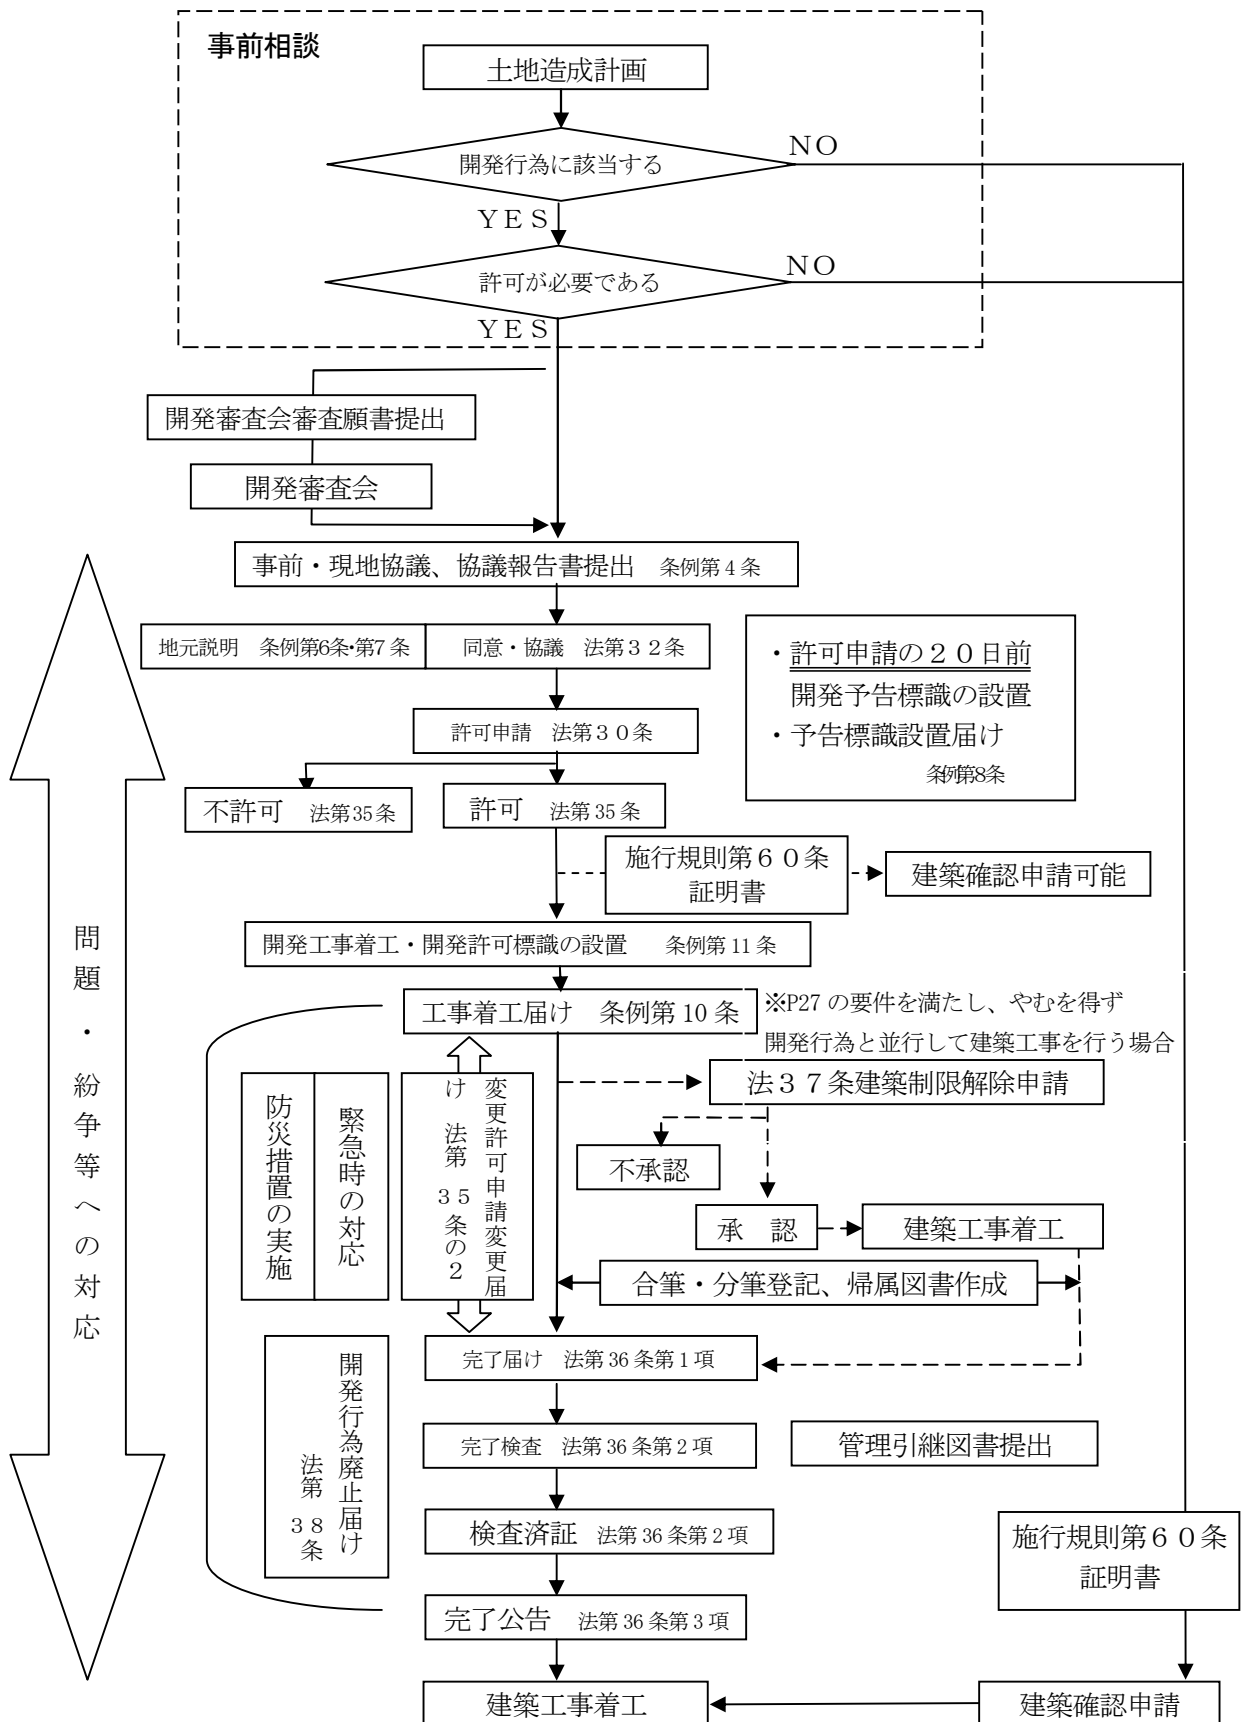 事前相談
土地造成計画
開発行為に該当する
NO
YES
許可が必要である
NO
YES
開発審査会審査願書提出
開発審査会
事前・現地協議、協議報告書提出　条例第4条
地元説明　条例第6条・第7条
同意・協議　法第32条
・許可申請の20日前
開発予告標識の設置
・予告標識設置届け
条例第8条
許可申請　法第30条
不許可　法第35条
許可　法第35条
施行規則第60条
証明書
建築確認申請可能
開発工事着工・開発許可標識の設置　条例第11条
工事着工届け　条例第10条
※P27の要件を満たし、やむを得ず
開発行為と並行して建築工事を行う場合
法37条建築制限解除申請
不承認
承　認
建築工事着工
合筆・分筆登記、帰属図書作成
変更許可申請変更届
け　法第35条の2
緊急時の対応
防災措置の実施
問題・紛争等への対応
開発行為廃止届け
法第38条
完了届け　法第36条第1項
完了検査　法第36条第2項
管理引継図書提出
検査済証　法第36条第2項
施行規則第60条
証明書
完了公告　法第36条第3項
建築工事着工
建築確認申請